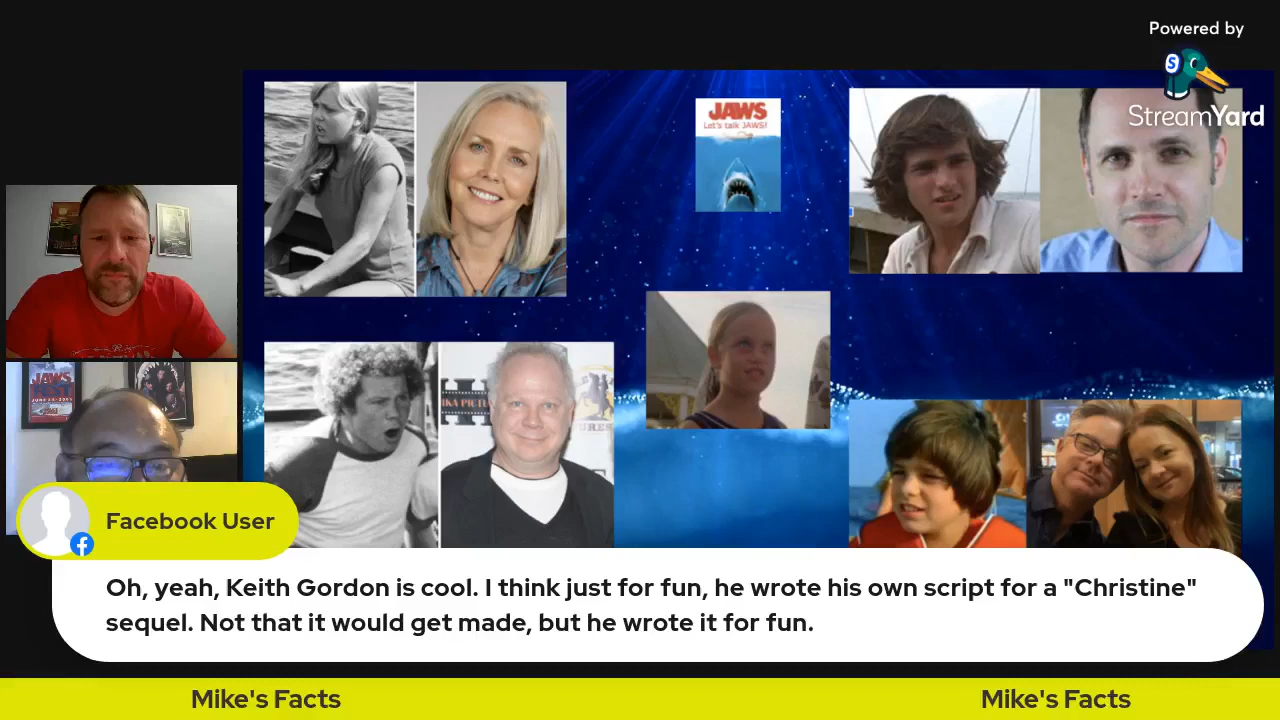 Powered by
StreamYard
JAWS
Let's talk JAWS!
JAWS
Facebook User
Oh, yeah, Keith Gordon is cool. I think just for fun, he wrote his own script for a "Christine"
sequel. Not that it would get made, but he wrote it for fun.
Mike's Facts
Mike's Facts